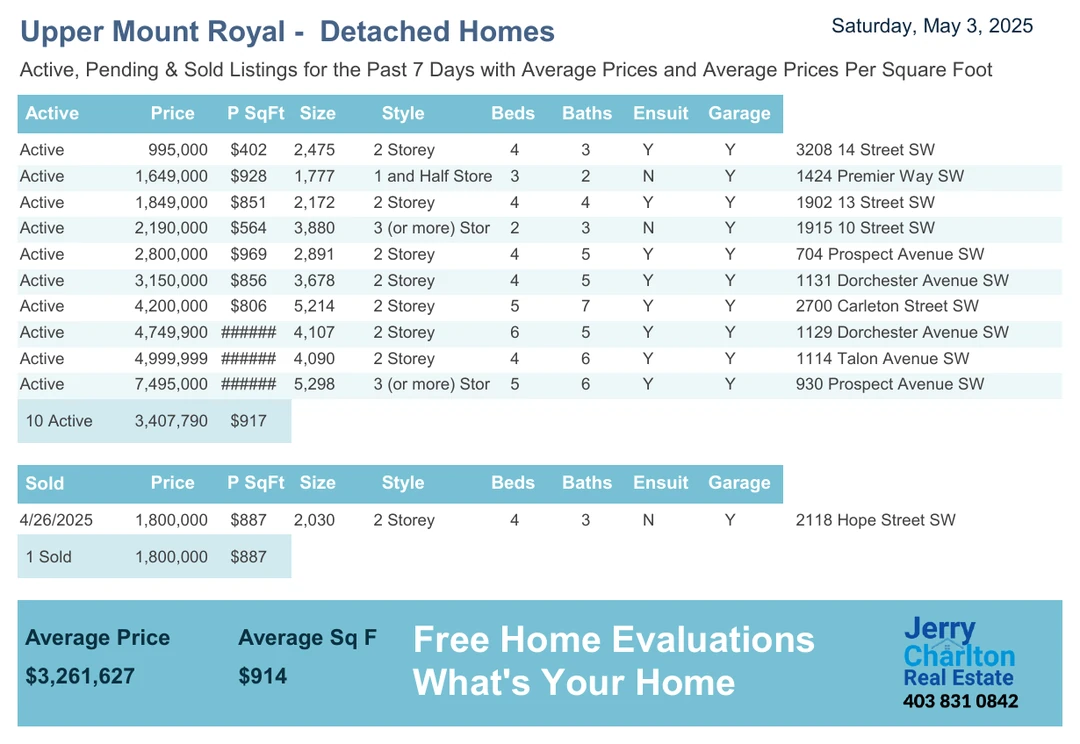 Upper Mount Royal - Detached Homes
Saturday, May 3, 2025
Active, Pending & Sold Listings for the Past 7 Days with Average Prices and Average Prices Per Square Foot
Active Price P SqFt Size Style Beds Baths Ensuit Garage
Active 995,000 $402 2,475 2 Storey 4 3 Y Y 3208 14 Street SW
Active 1,649,000 $928 1,777 1 and Half Store 3 2 N Y 1424 Premier Way SW
Active 1,849,000 $851 2,172 2 Storey 4 4 Y Y 1902 13 Street SW
Active 2,190,000 $564 3,880 3 (or more) Stor 2 3 N Y 1915 10 Street SW
Active 2,800,000 $969 2,891 2 Storey 4 5 Y Y 704 Prospect Avenue SW
Active 3,150,000 $856 3,678 2 Storey 4 5 Y Y 1131 Dorchester Avenue SW
Active 4,200,000 $806 5,214 2 Storey 5 7 Y Y 2700 Carleton Street SW
Active 4,749,900 ###### 4,107 2 Storey 6 5 Y Y 1129 Dorchester Avenue SW
Active 4,999,999 ###### 4,090 2 Storey 4 6 Y Y 1114 Talon Avenue SW
Active 7,495,000 ###### 5,298 3 (or more) Stor 5 6 Y Y 930 Prospect Avenue SW
10 Active 3,407,790 $917
Sold Price P SqFt Size Style Beds Baths Ensuit Garage
4/26/2025 1,800,000 $887 2,030 2 Storey 4 3 N Y 2118 Hope Street SW
1 Sold 1,800,000 $887
Average Price Average Sq F
$3,261,627 $914
Free Home Evaluations
What's Your Home
Jerry
Charlton
Real Estate
403 831 0842